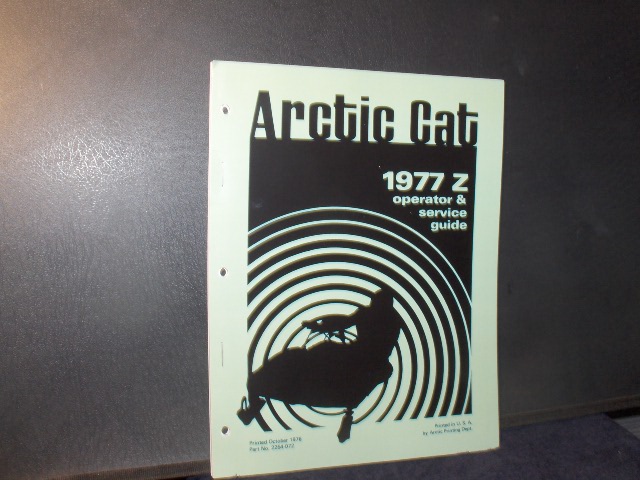 Arctic Cat
1977 Z
operator &
service
guide
Printed October 1976
Part No.
Printed in U. S. A.
by Arctic Printing Dept.